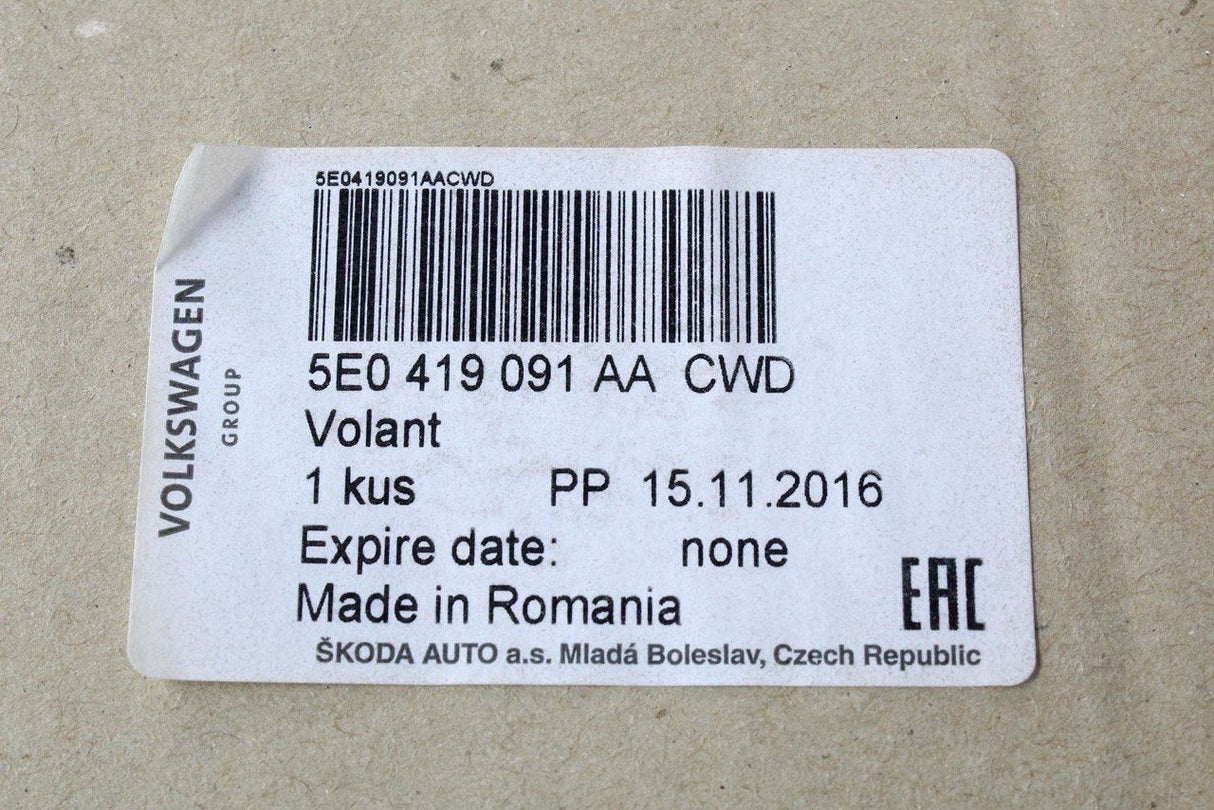 5E0419091AACWD
5E0 419 091 AA CWD
Volant
1 kus PP 15.11.2016
Expire date: none
Made in Romania
EAC
ŠKODA AUTO a.s. Mladá Boleslav, Czech Republic
VOLKSWAGEN
GROUP